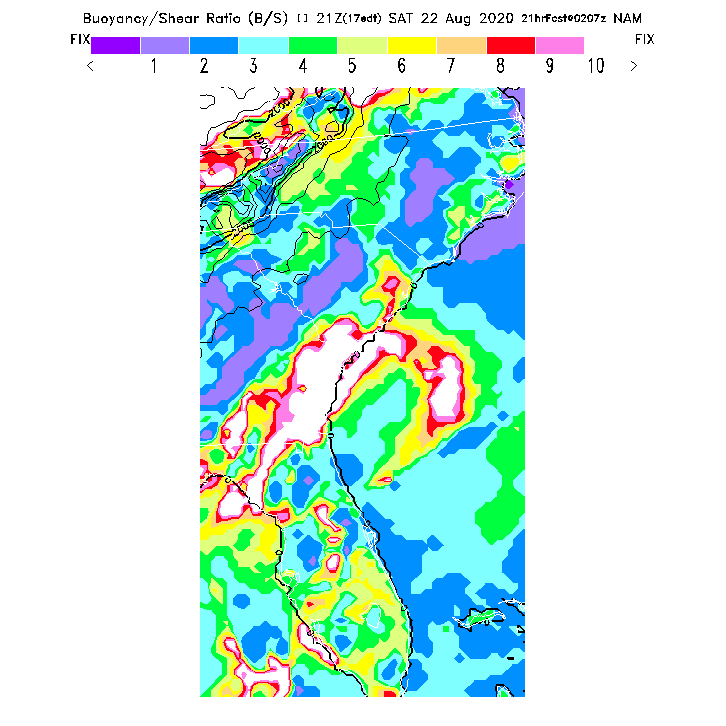 Buoyancy/Shear Ratio (B/S) [] 21Z(17edt) SAT 22 Aug 2020 21hrFcst@0207z NAM
FIX FIX
< 1 2 3 4 5 6 7 8 9 10 >